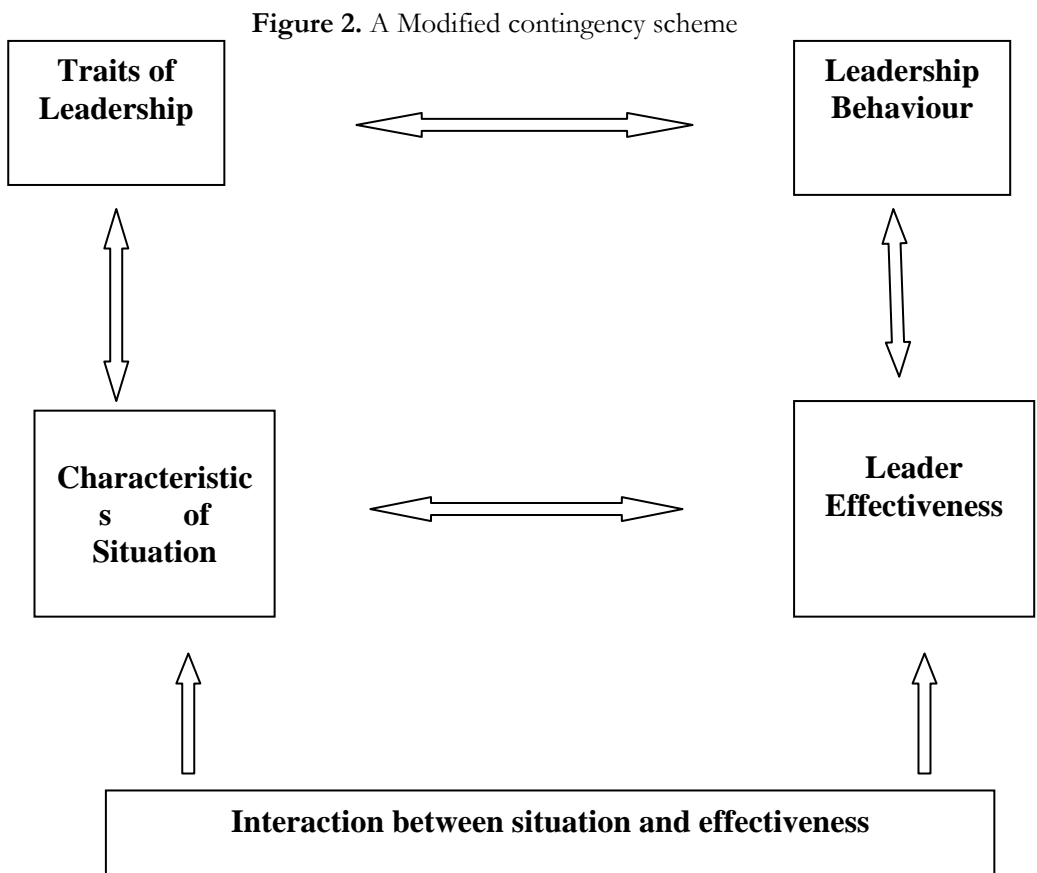 Figure 2. A Modified contingency scheme
Traits of
Leadership
Leadership
Behaviour
Characteristic
s of
Situation
Leader
Effectiveness
Interaction between situation and effectiveness